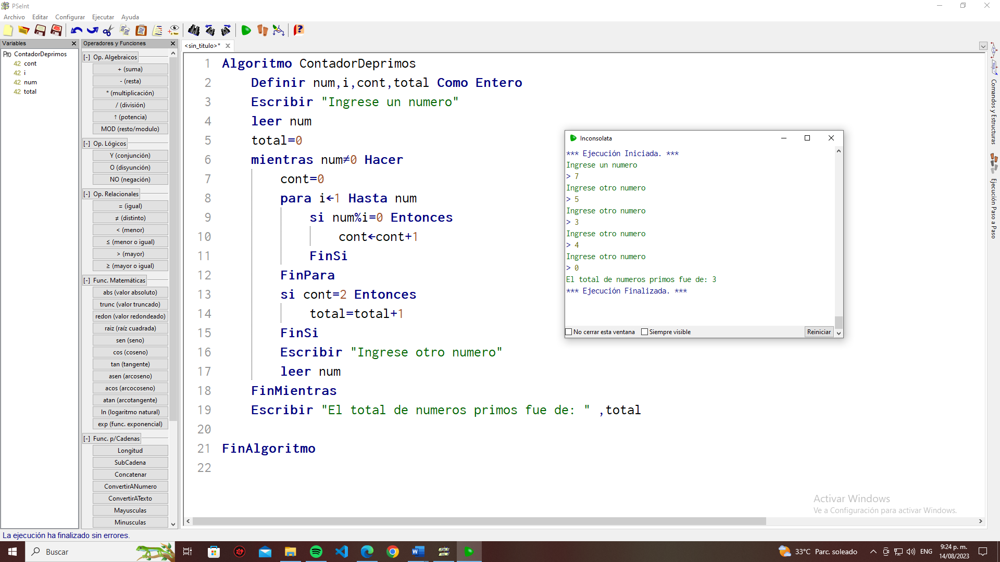 PSeInt
Archivo Editar Configurar Ejecutar Ayuda
Variables
Pro ContadorDeprimos
42 cont
42 i
42 num
42 total
Operadores y Funciones
[-] Op. Algebraicos
+ (suma)
- (resta)
* (multiplicación)
/ (división)
↑ (potencia)
MOD (resto/modulo)
[-] Op. Lógicos
Y (conjunción)
O (disyunción)
NO (negación)
[-] Op. Relacionales
= (igual)
≠ (distinto)
< (menor)
≤ (menor o igual)
> (mayor)
≥ (mayor o igual)
[-] Func. Matemáticas
abs (valor absoluto)
trunc (valor truncado)
redon (valor redondeado)
raiz (raíz cuadrada)
sen (seno)
cos (coseno)
tan (tangente)
asen (arcoseno)
acos (arcocoseno)
atan (arcotangente)
ln (logaritmo natural)
exp (func. exponencial)
[-] Func. p/Cadenas
Longitud
SubCadena
Concatenar
ConvertirANumero
ConvertirATexto
Mayusculas
Minusculas
<sin_titulo>*
1 Algoritmo ContadorDeprimos
2 Definir num,i,cont,total Como Entero
3 Escribir "Ingrese un numero"
4 leer num
5 total=0
6 mientras num≠0 Hacer
7 cont=0
8 para i←1 Hasta num
9 si num%i=0 Entonces
10 cont←cont+1
11 FinSi
12 FinPara
13 si cont=2 Entonces
14 total=total+1
15 FinSi
16 Escribir "Ingrese otro numero"
17 leer num
18 FinMientras
19 Escribir "El total de numeros primos fue de: " ,total
20
21 FinAlgoritmo
22
Inconsolata
*** Ejecución Iniciada. ***
Ingrese un numero
> 7
Ingrese otro numero
> 5
Ingrese otro numero
> 3
Ingrese otro numero
> 4
Ingrese otro numero
> 0
El total de numeros primos fue de: 3
*** Ejecución Finalizada. ***
No cerrar esta ventana Siempre visible Reiniciar
Comandos y Estructuras
Ejecución Paso a Paso
Activar Windows
Ve a Configuración para activar Windows.
La ejecución ha finalizado sin errores.
Buscar
33°C Parc. soleado
ENG
9:24 p. m.
14/08/2023